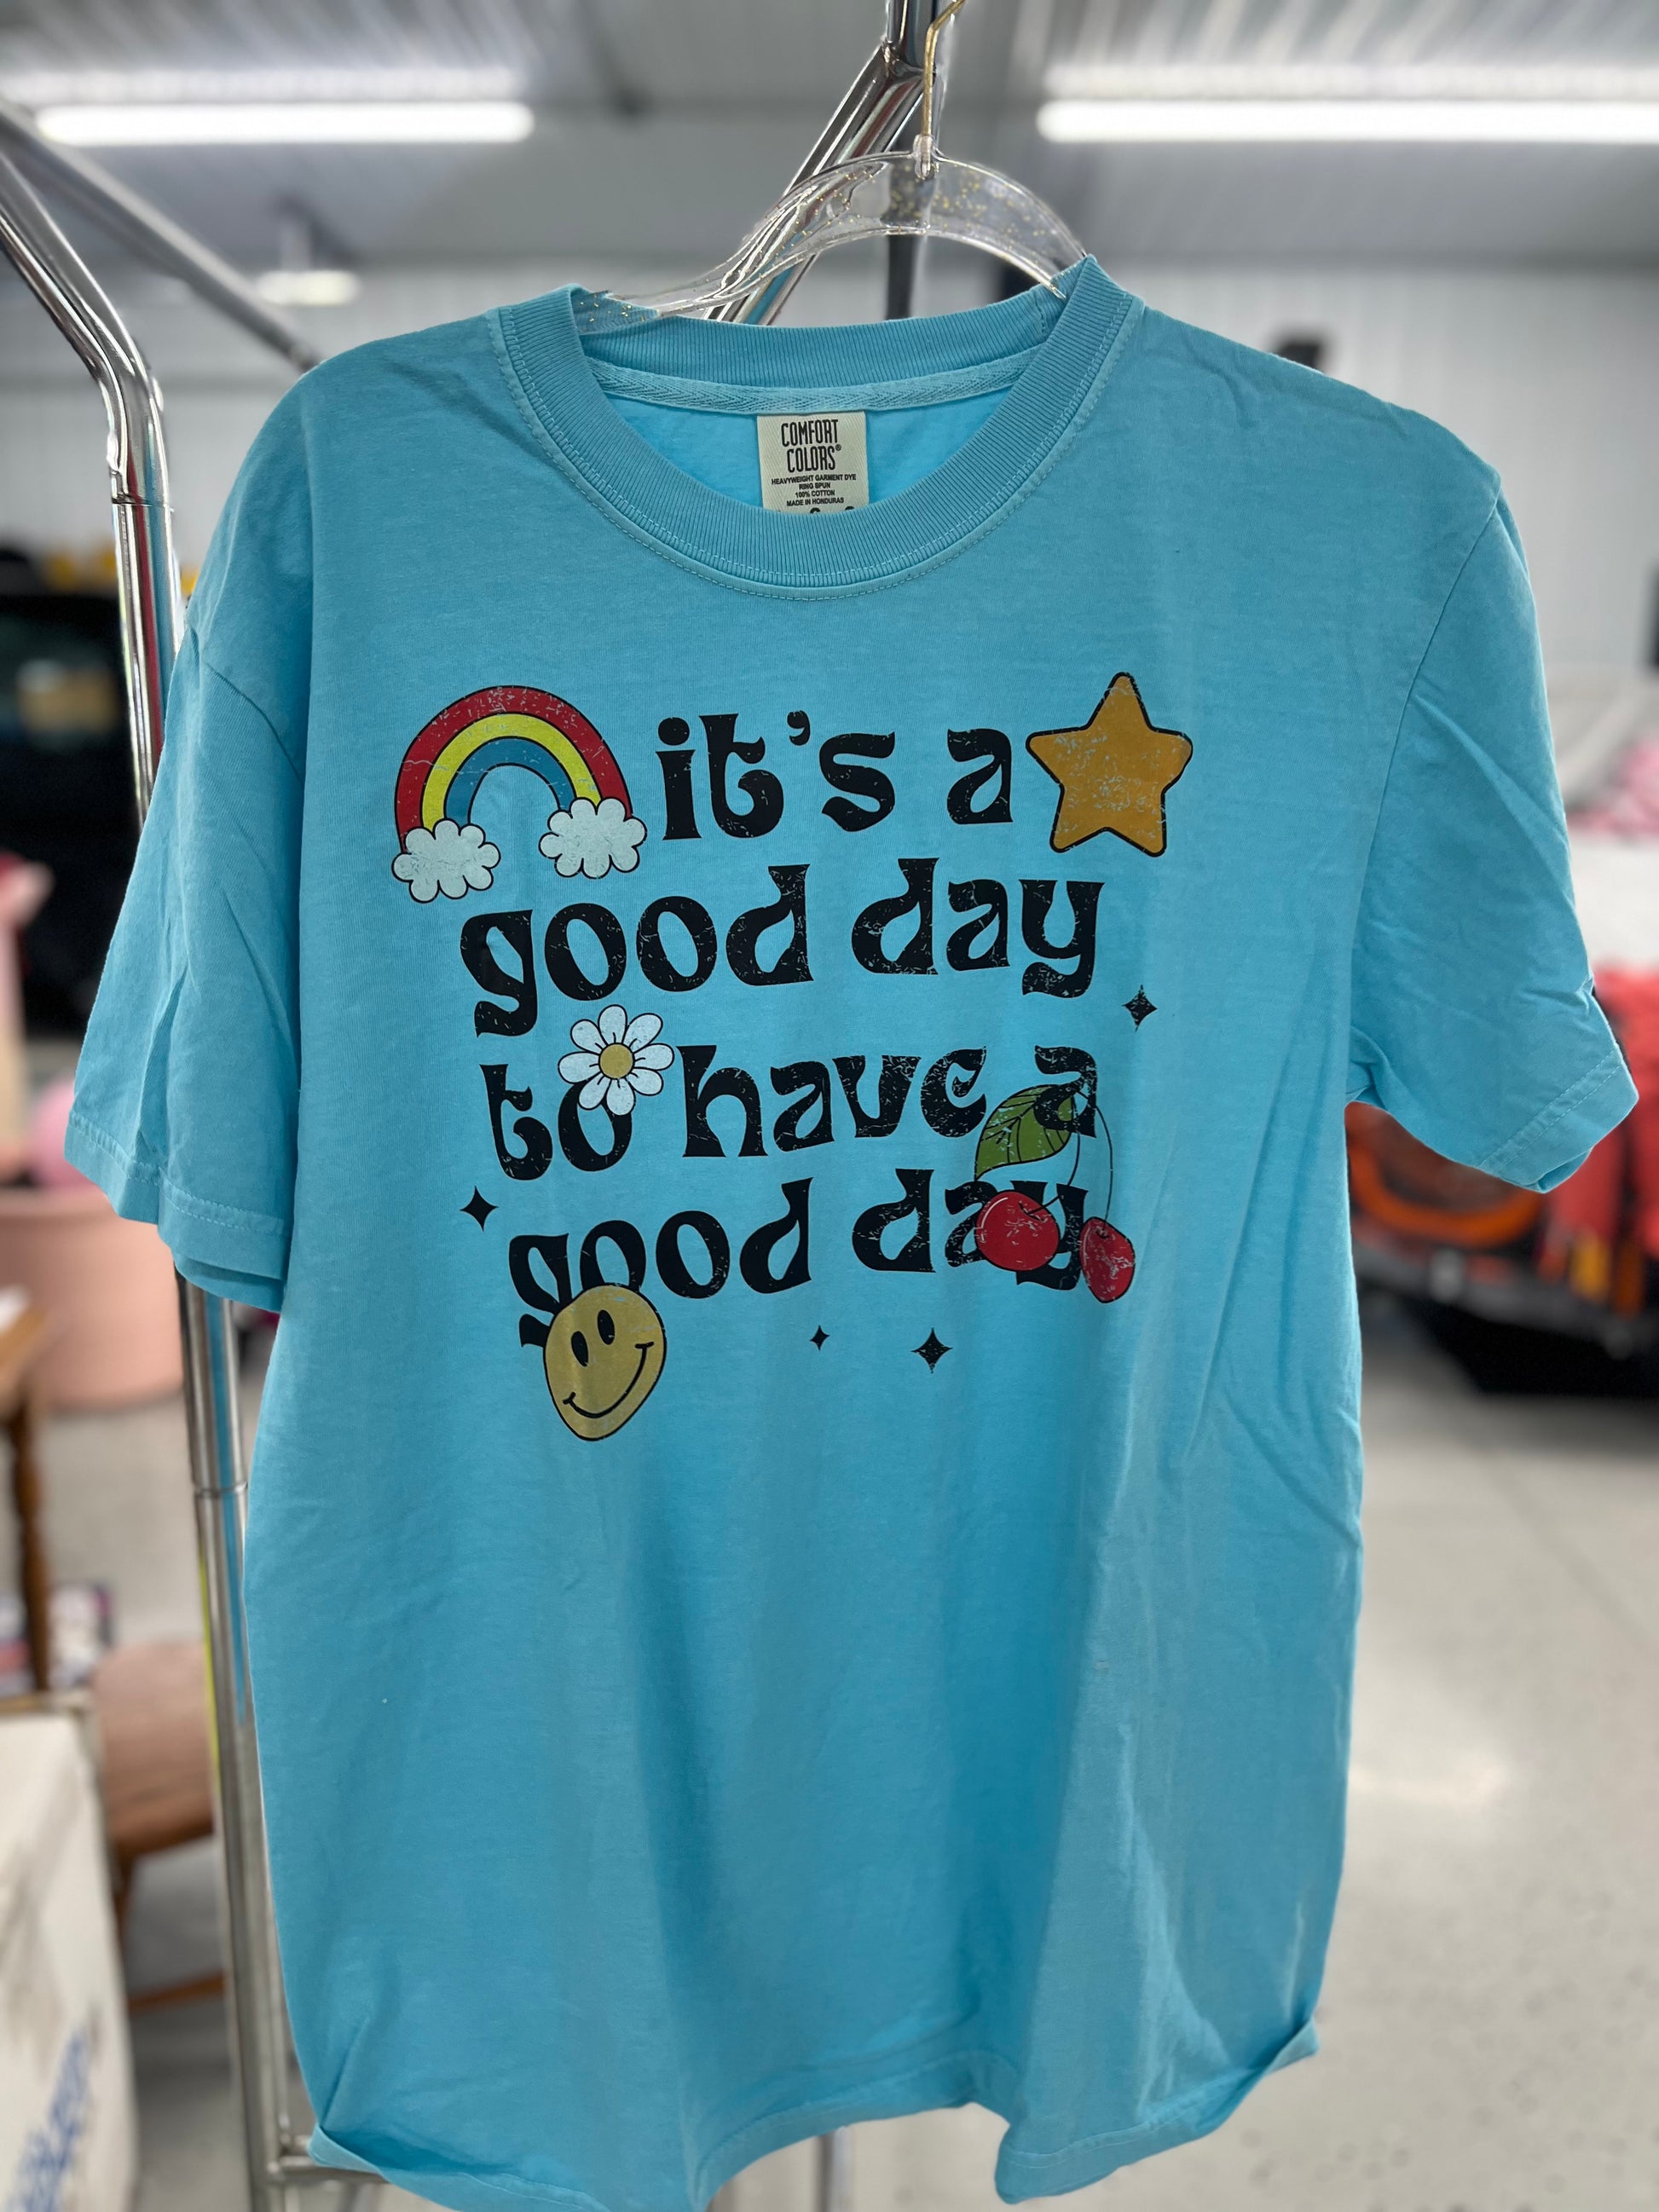 COMFORT
COLORS®
HEAVYWEIGHT GARMENT DYE
RING SPUN
100% COTTON
MADE IN HONDURAS
it's a
good day
to have a
good day